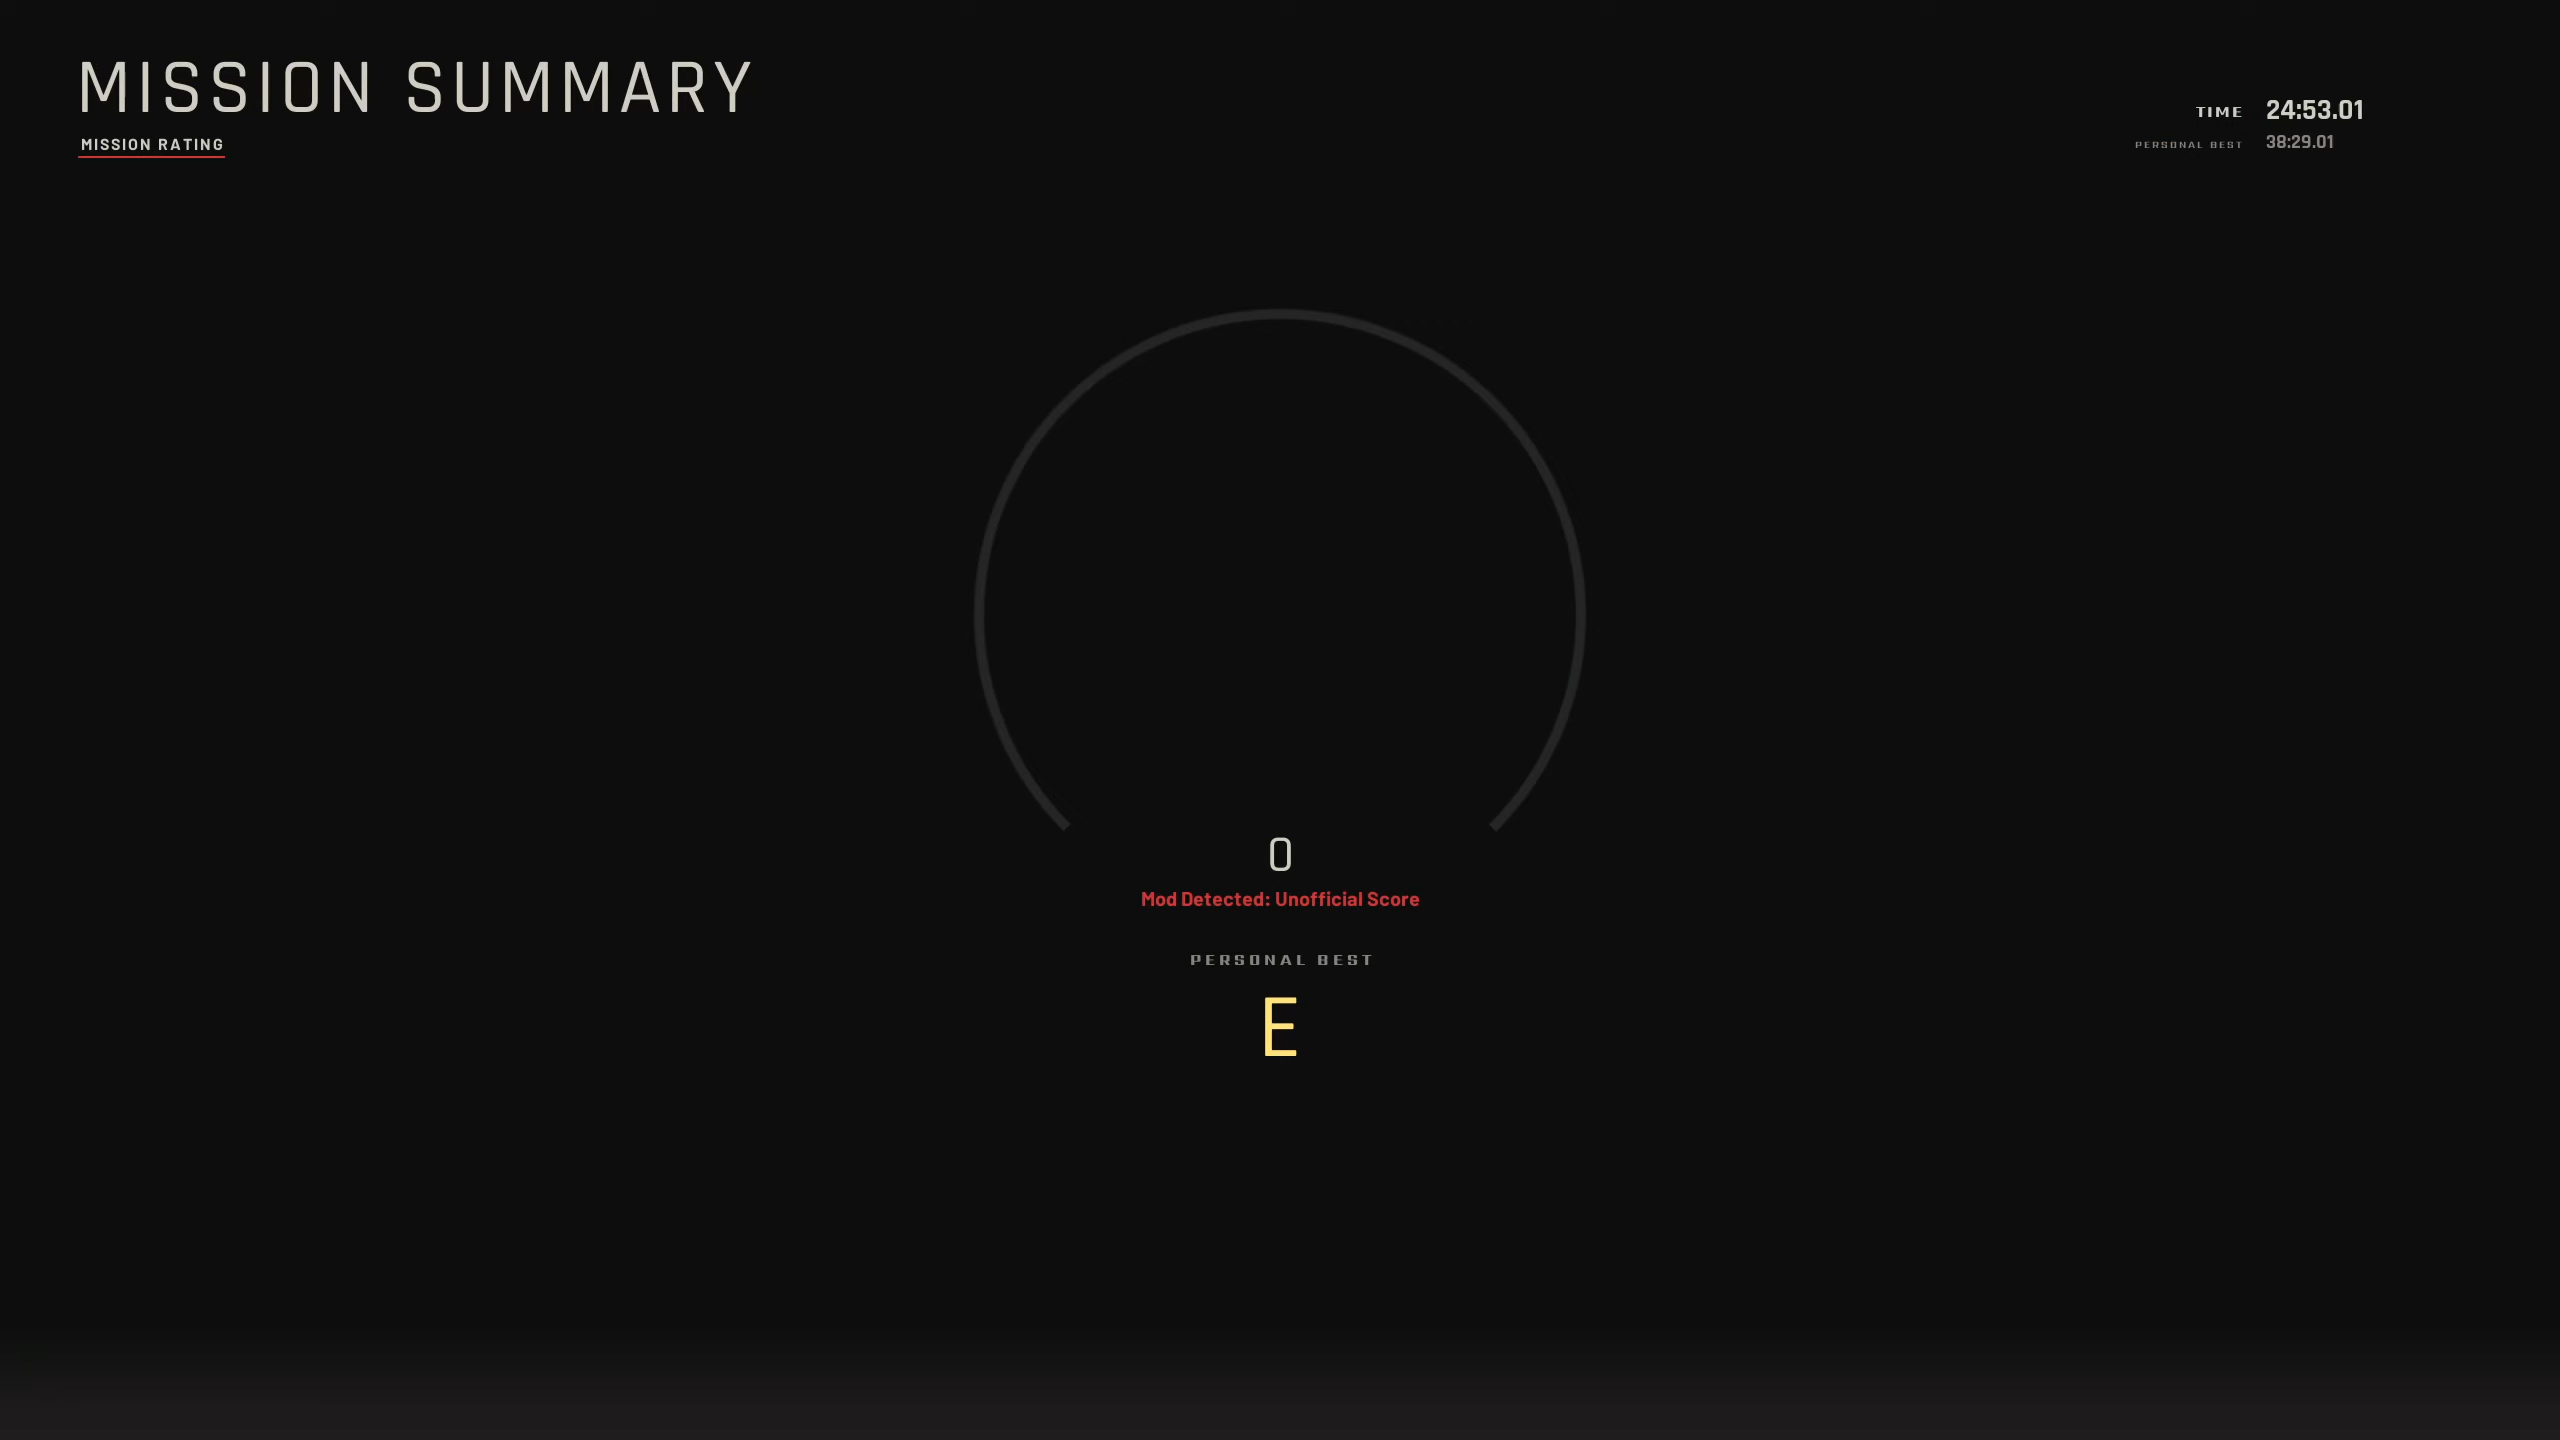 MISSION SUMMARY
MISSION RATING
TIME 24:53.01
PERSONAL BEST 38:29.01
0
Mod Detected: Unofficial Score
PERSONAL BEST
E